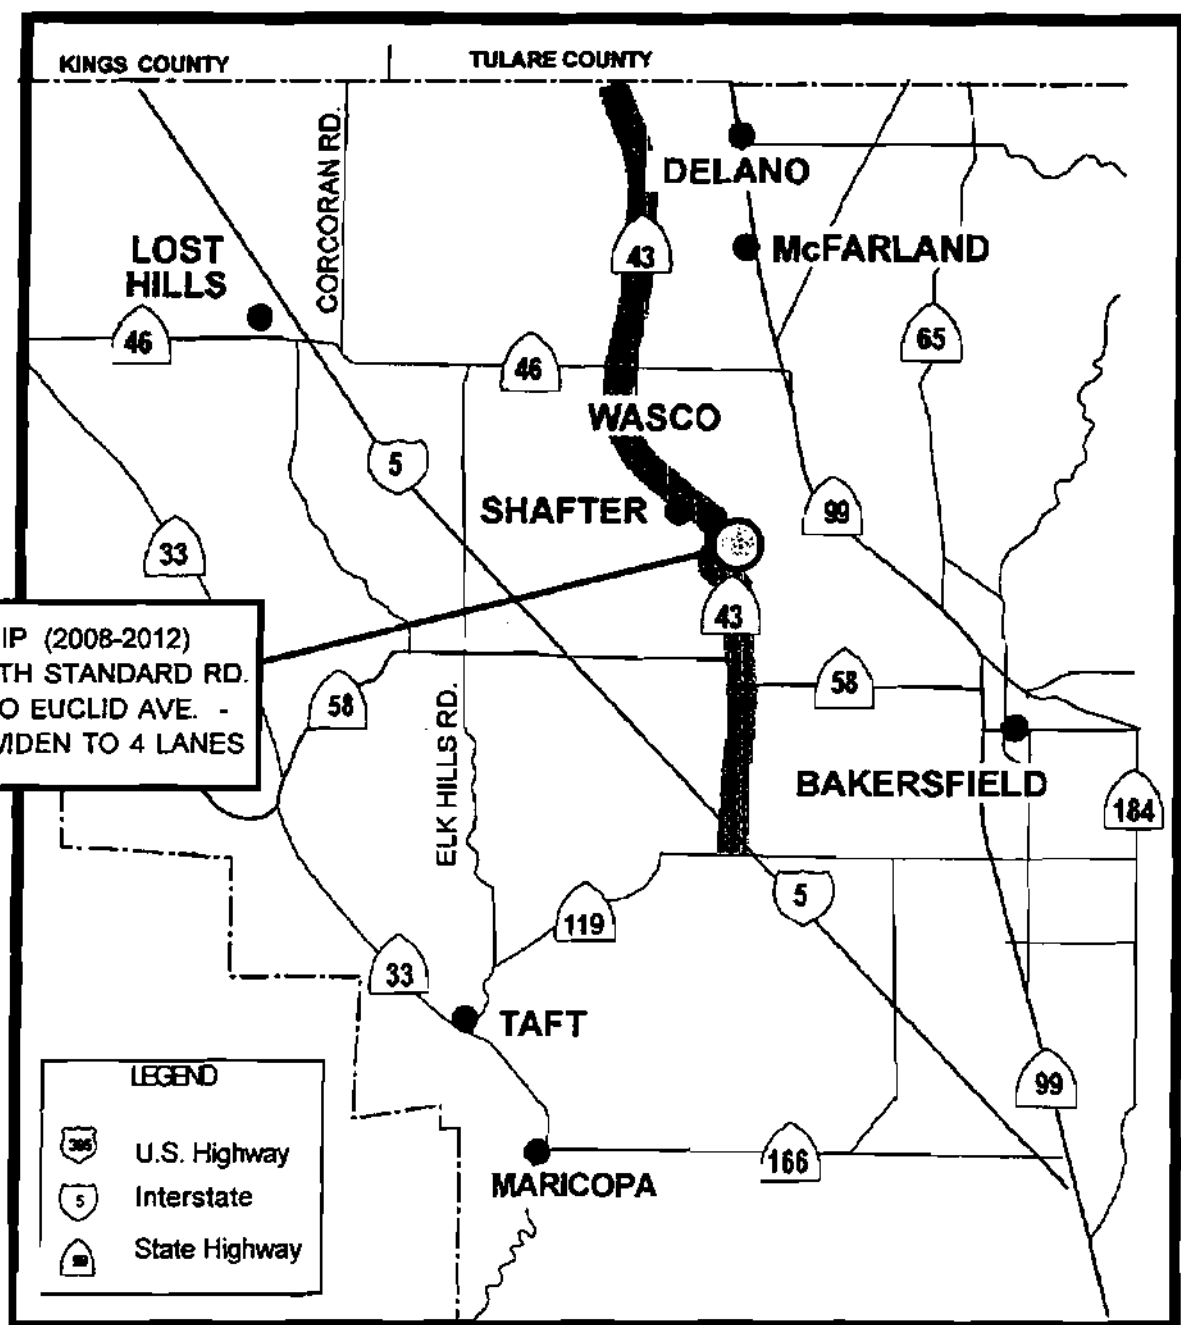 KINGS COUNTY
TULARE COUNTY
CORCORAN RD.
DELANO
LOST
HILLS
43
McFARLAND
46
46
65
WASCO
5
SHAFTER
99
33
43
IP (2008-2012)
TH STANDARD RD.
O EUCLID AVE. -
WIDEN TO 4 LANES
58
58
ELK HILLS RD.
BAKERSFIELD
184
5
119
33
TAFT
99
LEGEND
395 U.S. Highway
5 Interstate
State Highway
166
MARICOPA